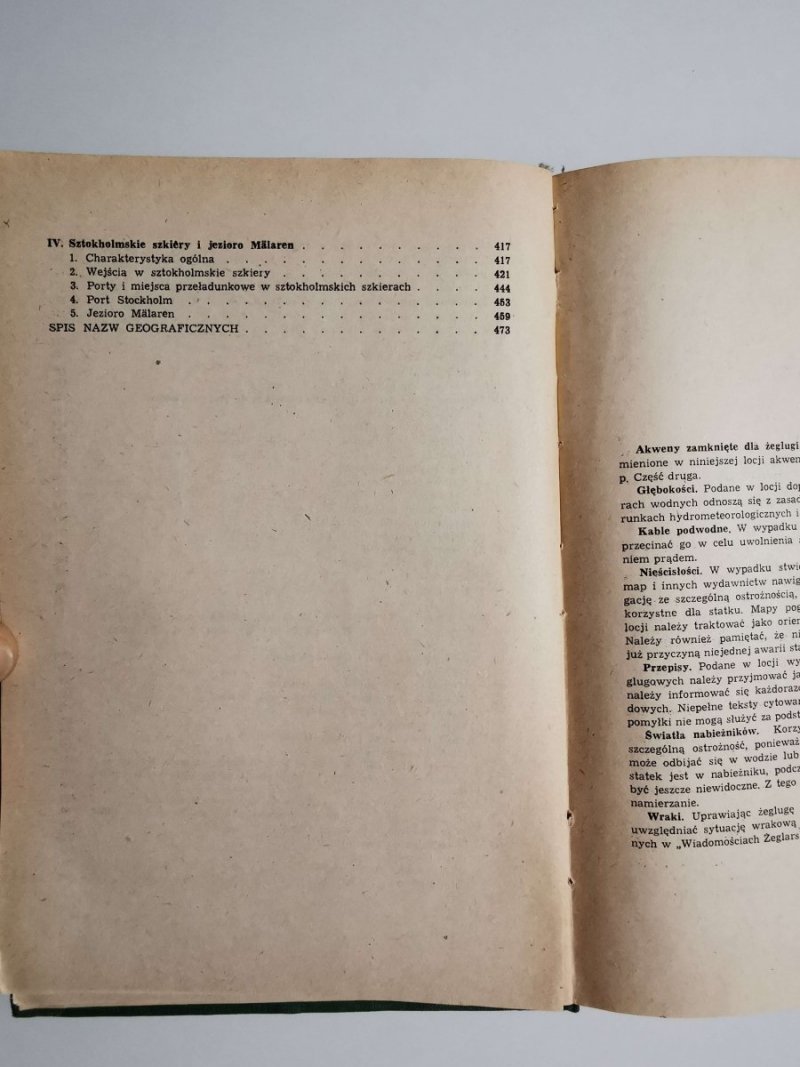 IV. Sztokholmskie szkiery i jezioro Mälaren . . . . . . . . . . 417
1. Charakterystyka ogólna . . . . . . . . . . . . . 417
2. Wejścia w sztokholmskie szkiery . . . . . . . . . . 421
3. Porty i miejsca przeładunkowe w sztokholmskich szkierach . . . . 444
4. Port Stockholm . . . . . . . . . . . . . . . 453
5. Jezioro Mälaren . . . . . . . . . . . . . . . 459
SPIS NAZW GEOGRAFICZNYCH . . . . . . . . . . . . 473
Akweny zamknięte dla żeglugi
mienione w niniejszej locji akwen
p. Część druga.
Głębokości. Podane w locji dop
rach wodnych odnoszą się z zasad
runkach hydrometeorologicznych i
Kable podwodne. W wypadku
przecinać go w celu uwolnienia
niem prądem.
Nieścisłości. W wypadku stwie
map i innych wydawnictw nawig
gację ze szczególną ostrożnością,
korzystne dla statku. Mapy pog
locji należy traktować jako orien
Należy również pamiętać, że ni
już przyczyną niejednej awarii sta
Przepisy. Podane w locji wy
glugowych należy przyjmować ja
należy informować się każdoraz
dowych. Niepełne teksty cytowan
pomyłki nie mogą służyć za podst
Światła nabieżników. Korzy
szczególną ostrożność, ponieważ
może odbijać się w wodzie lub
statek jest w nabieżniku, podcz
być jeszcze niewidoczne. Z tego
namierzanie.
Wraki. Uprawiając żeglugę
uwzględniać sytuację wrakową
nych w „Wiadomościach Żeglars